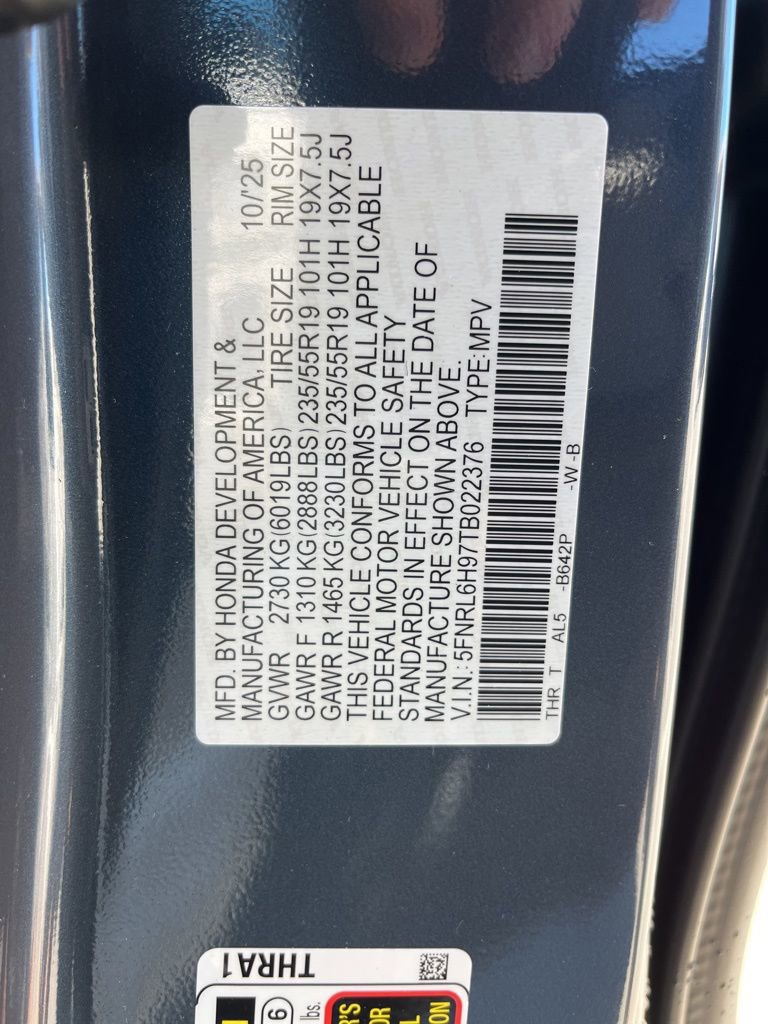 MFD. BY HONDA DEVELOPMENT &
MANUFACTURING OF AMERICA, LLC 10/'25
GVWR 2730 KG(6019LBS) TIRE SIZE RIM SIZE
GAWR F 1310 KG(2888LBS) 235/55R19 101H 19X7.5J
GAWR R 1465 KG(3230LBS) 235/55R19 101H 19X7.5J
THIS VEHICLE CONFORMS TO ALL APPLICABLE
FEDERAL MOTOR VEHICLE SAFETY
STANDARDS IN EFFECT ON THE DATE OF
MANUFACTURE SHOWN ABOVE.
V.I.N.: 5FNRL6H97TB022376 TYPE: MPV
THR T AL5 -B642P -W -B
THRA1
6
lbs.